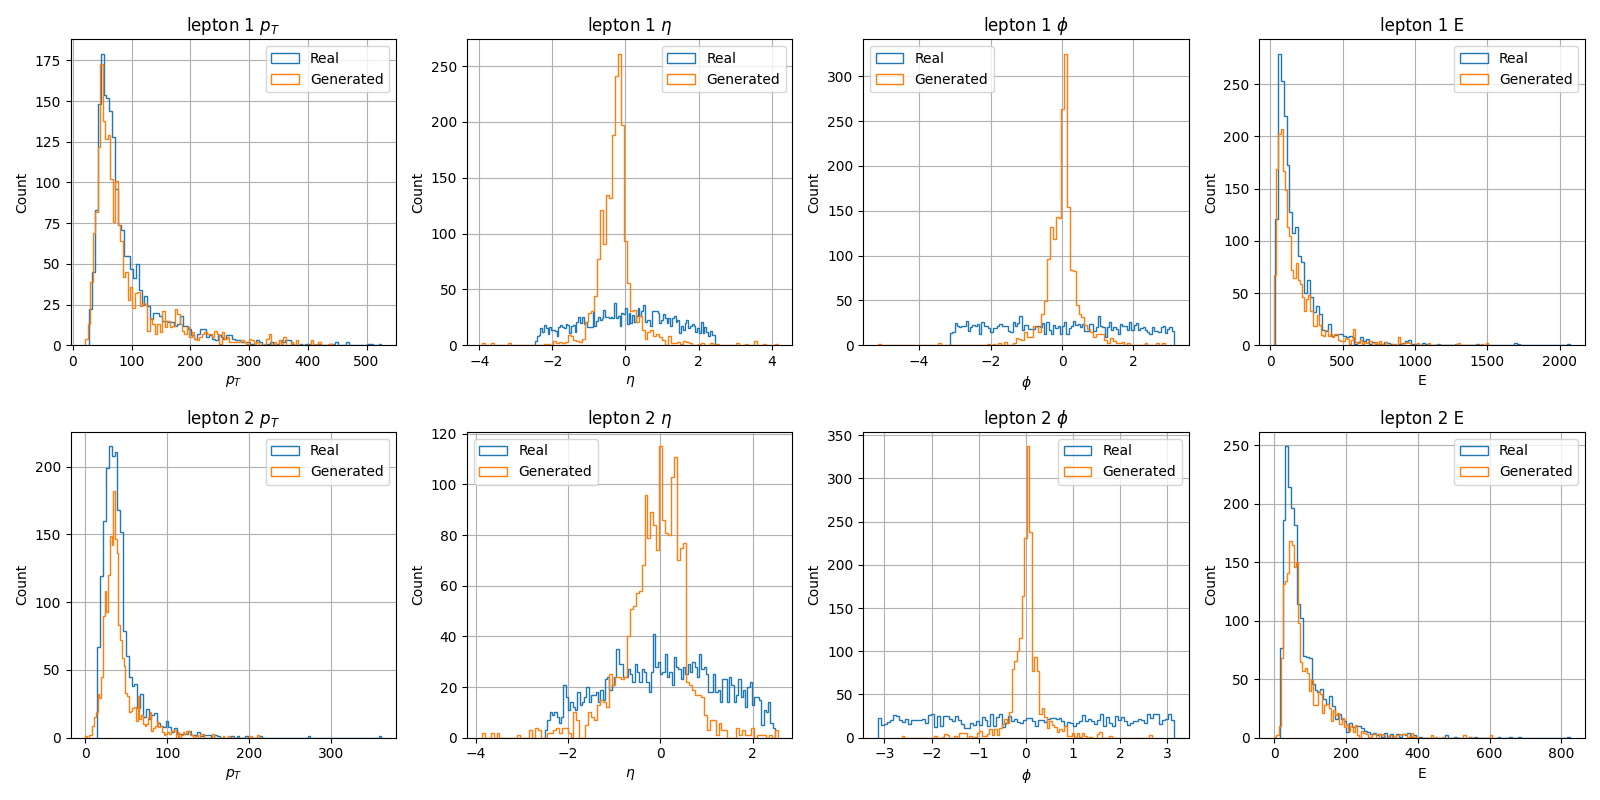 lepton 1 p_T
Real
Generated
Count
175
150
125
100
75
50
25
0
0 100 200 300 400 500
p_T
lepton 1 η
Real
Generated
Count
250
200
150
100
50
0
−4 −2 0 2 4
η
lepton 1 ϕ
Real
Generated
Count
300
250
200
150
100
50
0
−4 −2 0 2
ϕ
lepton 1 E
Real
Generated
Count
250
200
150
100
50
0
0 500 1000 1500 2000
E
lepton 2 p_T
Real
Generated
Count
200
150
100
50
0
0 100 200 300
p_T
lepton 2 η
Real
Generated
Count
120
100
80
60
40
20
0
−4 −2 0 2
η
lepton 2 ϕ
Real
Generated
Count
350
300
250
200
150
100
50
0
−3 −2 −1 0 1 2 3
ϕ
lepton 2 E
Real
Generated
Count
250
200
150
100
50
0
0 200 400 600 800
E